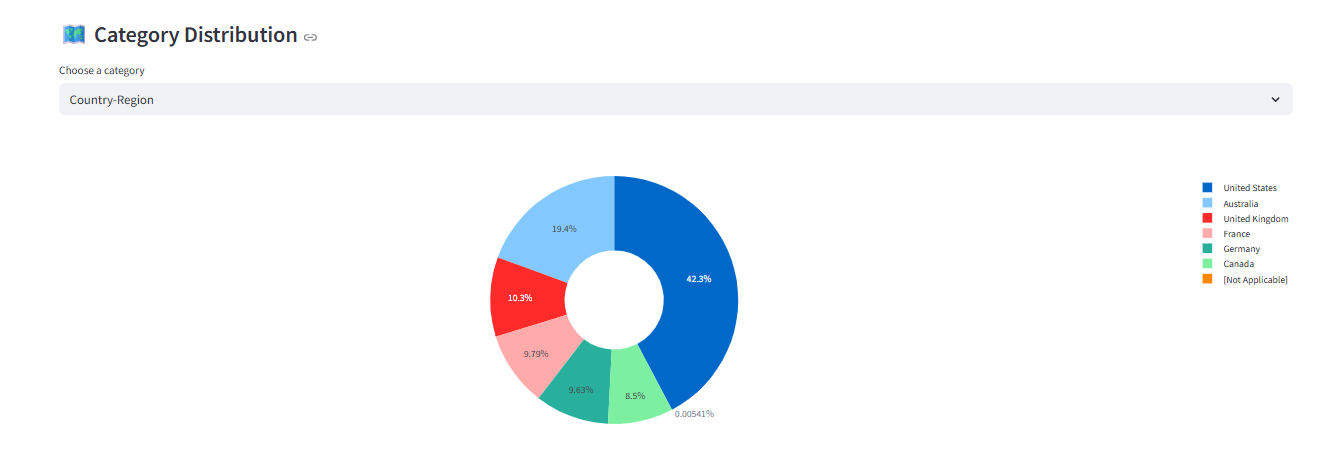 Category Distribution
Choose a category
Country-Region
19.4%
42.3%
10.3%
9.79%
9.63%
8.5%
0.00541%
United States
Australia
United Kingdom
France
Germany
Canada
[Not Applicable]